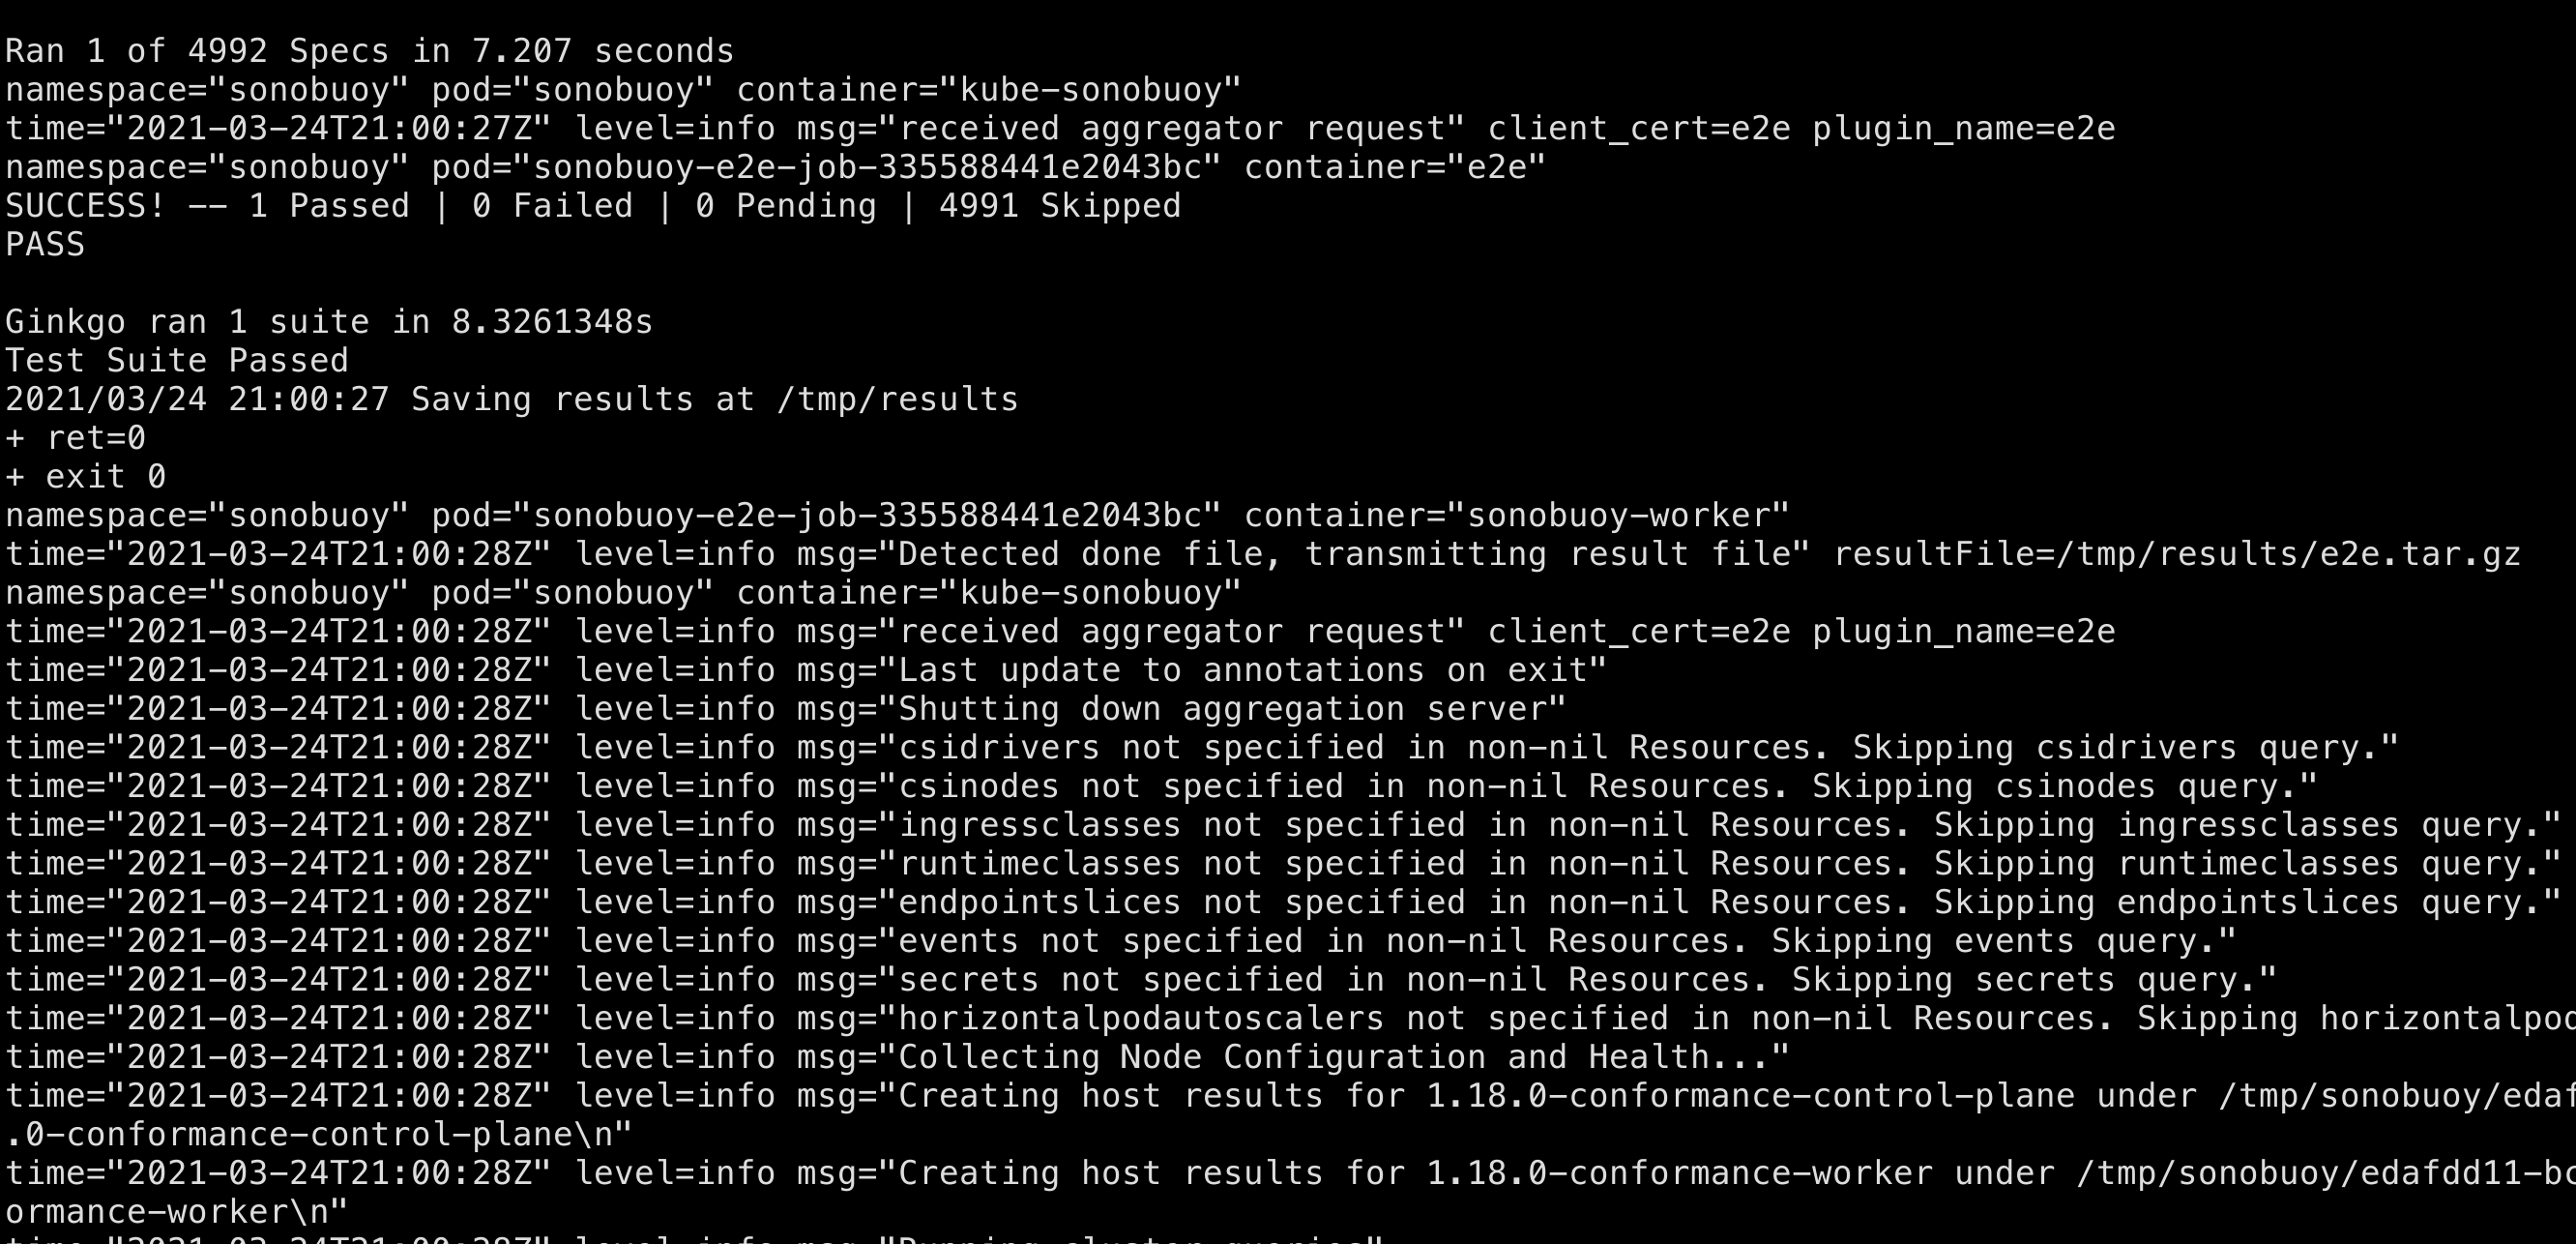 Ran 1 of 4992 Specs in 7.207 seconds
namespace="sonobuoy" pod="sonobuoy" container="kube-sonobuoy"
time="2021-03-24T21:00:27Z" level=info msg="received aggregator request" client_cert=e2e plugin_name=e2e
namespace="sonobuoy" pod="sonobuoy-e2e-job-335588441e2043bc" container="e2e"
SUCCESS! -- 1 Passed | 0 Failed | 0 Pending | 4991 Skipped
PASS
Ginkgo ran 1 suite in 8.3261348s
Test Suite Passed
2021/03/24 21:00:27 Saving results at /tmp/results
+ ret=0
+ exit 0
namespace="sonobuoy" pod="sonobuoy-e2e-job-335588441e2043bc" container="sonobuoy-worker"
time="2021-03-24T21:00:28Z" level=info msg="Detected done file, transmitting result file" resultFile=/tmp/results/e2e.tar.gz
namespace="sonobuoy" pod="sonobuoy" container="kube-sonobuoy"
time="2021-03-24T21:00:28Z" level=info msg="received aggregator request" client_cert=e2e plugin_name=e2e
time="2021-03-24T21:00:28Z" level=info msg="Last update to annotations on exit"
time="2021-03-24T21:00:28Z" level=info msg="Shutting down aggregation server"
time="2021-03-24T21:00:28Z" level=info msg="csidrivers not specified in non-nil Resources. Skipping csidrivers query."
time="2021-03-24T21:00:28Z" level=info msg="csinodes not specified in non-nil Resources. Skipping csinodes query."
time="2021-03-24T21:00:28Z" level=info msg="ingressclasses not specified in non-nil Resources. Skipping ingressclasses query."
time="2021-03-24T21:00:28Z" level=info msg="runtimeclasses not specified in non-nil Resources. Skipping runtimeclasses query."
time="2021-03-24T21:00:28Z" level=info msg="endpointslices not specified in non-nil Resources. Skipping endpointslices query."
time="2021-03-24T21:00:28Z" level=info msg="events not specified in non-nil Resources. Skipping events query."
time="2021-03-24T21:00:28Z" level=info msg="secrets not specified in non-nil Resources. Skipping secrets query."
time="2021-03-24T21:00:28Z" level=info msg="horizontalpodautoscalers not specified in non-nil Resources. Skipping horizontalpod
time="2021-03-24T21:00:28Z" level=info msg="Collecting Node Configuration and Health..."
time="2021-03-24T21:00:28Z" level=info msg="Creating host results for 1.18.0-conformance-control-plane under /tmp/sonobuoy/edaf
.0-conformance-control-plane\n"
time="2021-03-24T21:00:28Z" level=info msg="Creating host results for 1.18.0-conformance-worker under /tmp/sonobuoy/edafdd11-bc
ormance-worker\n"
time="2021-03-24T21:00:28Z" level=info msg="Running cluster queries"